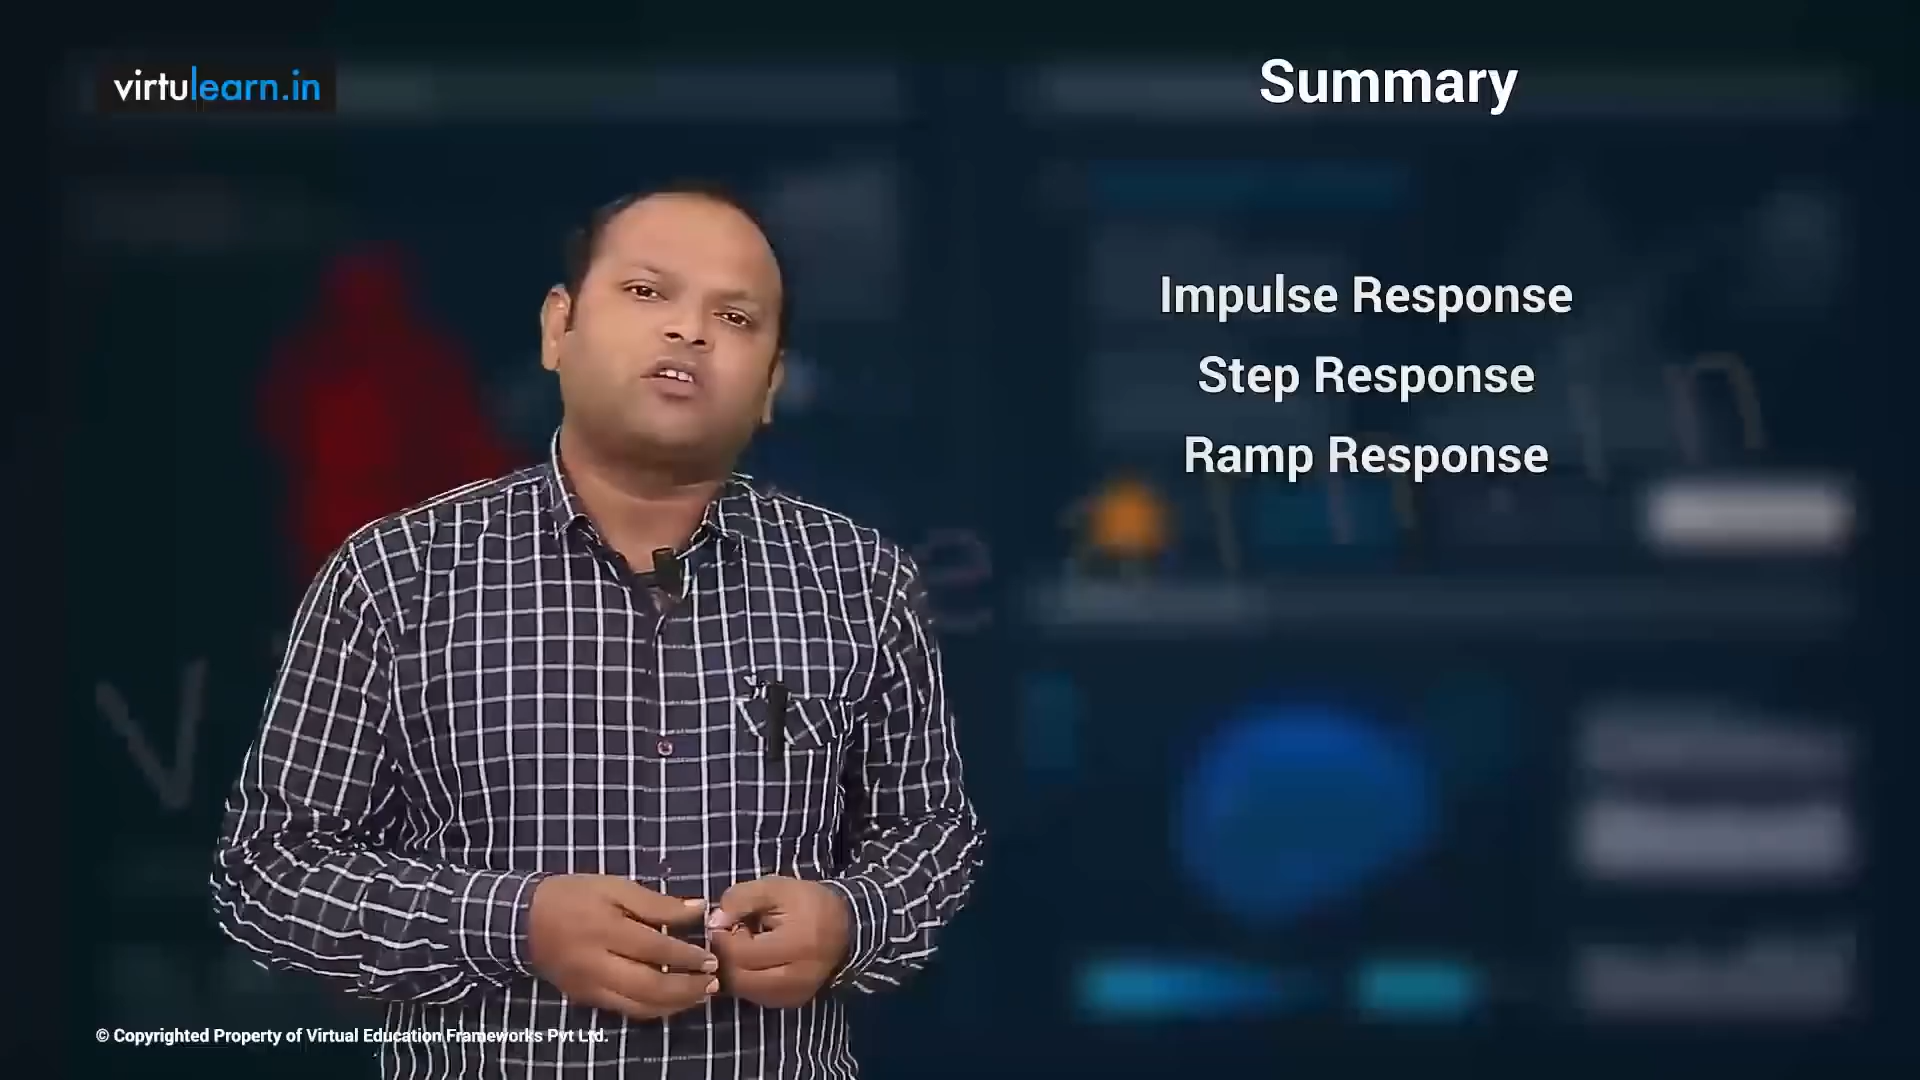 virtulearn.in
Summary
Impulse Response
Step Response
Ramp Response
© Copyrighted Property of Virtual Education Frameworks Pvt Ltd.